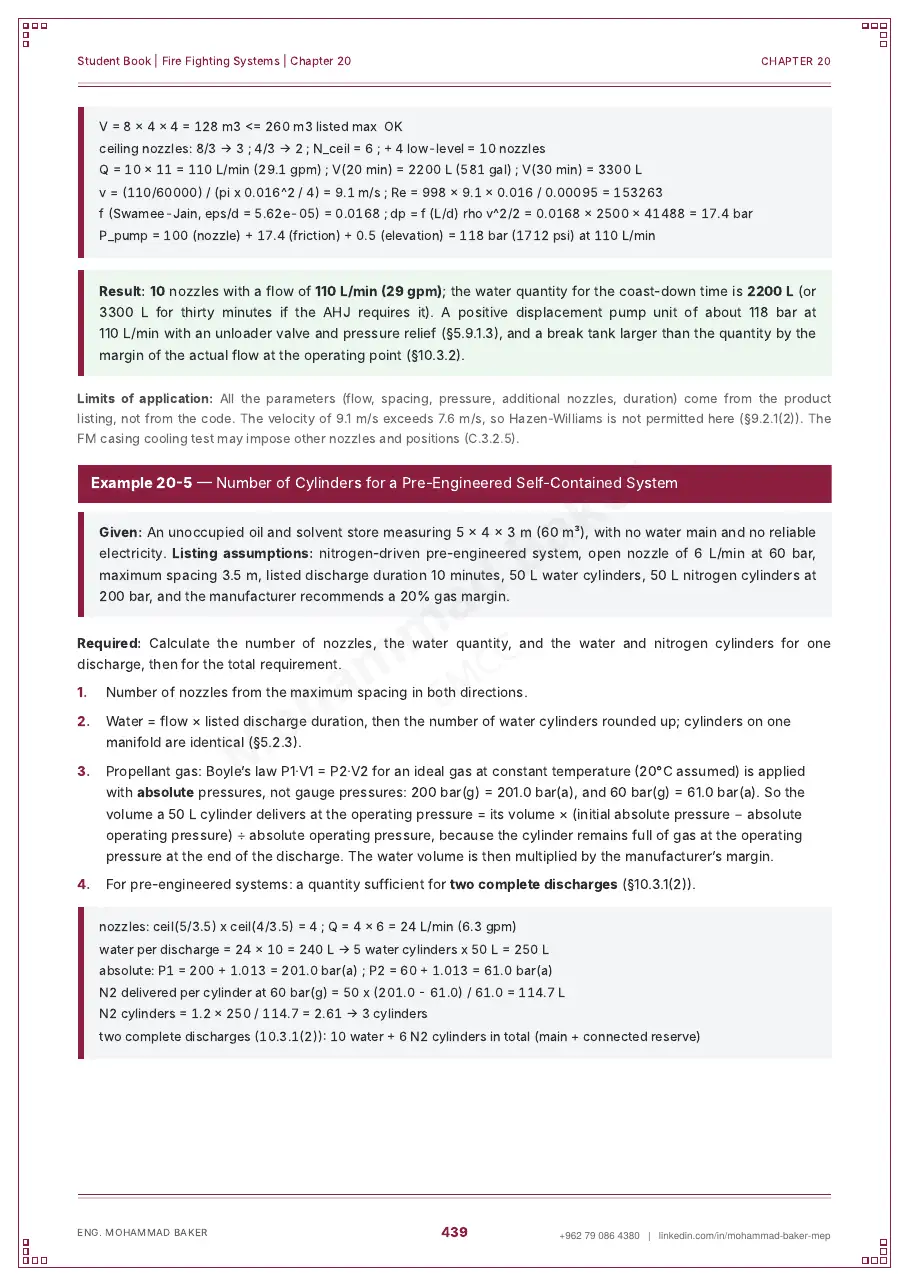 Student Book | Fire Fighting Systems | Chapter 20
CHAPTER 20
V = 8 × 4 × 4 = 128 m3 <= 260 m3 listed max OK
ceiling nozzles: 8/3 → 3 ; 4/3 → 2 ; N_ceil = 6 ; + 4 low-level = 10 nozzles
Q = 10 × 11 = 110 L/min (29.1 gpm) ; V(20 min) = 2200 L (581 gal) ; V(30 min) = 3300 L
v = (110/60000) / (pi x 0.016^2 / 4) = 9.1 m/s ; Re = 998 × 9.1 × 0.016 / 0.00095 = 153263
f (Swamee-Jain, eps/d = 5.62e-05) = 0.0168 ; dp = f (L/d) rho v^2/2 = 0.0168 × 2500 × 41488 = 17.4 bar
P_pump = 100 (nozzle) + 17.4 (friction) + 0.5 (elevation) = 118 bar (1712 psi) at 110 L/min
Result: 10 nozzles with a flow of 110 L/min (29 gpm); the water quantity for the coast-down time is 2200 L (or
3300 L for thirty minutes if the AHJ requires it). A positive displacement pump unit of about 118 bar at
110 L/min with an unloader valve and pressure relief (§5.9.1.3), and a break tank larger than the quantity by the
margin of the actual flow at the operating point (§10.3.2).
Limits of application: All the parameters (flow, spacing, pressure, additional nozzles, duration) come from the product
listing, not from the code. The velocity of 9.1 m/s exceeds 7.6 m/s, so Hazen-Williams is not permitted here (§9.2.1(2)). The
FM casing cooling test may impose other nozzles and positions (C.3.2.5).
Example 20-5 — Number of Cylinders for a Pre-Engineered Self-Contained System
Given: An unoccupied oil and solvent store measuring 5 × 4 × 3 m (60 m³), with no water main and no reliable
electricity. Listing assumptions: nitrogen-driven pre-engineered system, open nozzle of 6 L/min at 60 bar,
maximum spacing 3.5 m, listed discharge duration 10 minutes, 50 L water cylinders, 50 L nitrogen cylinders at
200 bar, and the manufacturer recommends a 20% gas margin.
Required: Calculate the number of nozzles, the water quantity, and the water and nitrogen cylinders for one
discharge, then for the total requirement.
1. Number of nozzles from the maximum spacing in both directions.
2. Water = flow × listed discharge duration, then the number of water cylinders rounded up; cylinders on one
manifold are identical (§5.2.3).
3. Propellant gas: Boyle's law P1·V1 = P2·V2 for an ideal gas at constant temperature (20°C assumed) is applied
with absolute pressures, not gauge pressures: 200 bar(g) = 201.0 bar(a), and 60 bar(g) = 61.0 bar(a). So the
volume a 50 L cylinder delivers at the operating pressure = its volume × (initial absolute pressure − absolute
operating pressure) ÷ absolute operating pressure, because the cylinder remains full of gas at the operating
pressure at the end of the discharge. The water volume is then multiplied by the manufacturer's margin.
4. For pre-engineered systems: a quantity sufficient for two complete discharges (§10.3.1(2)).
nozzles: ceil(5/3.5) x ceil(4/3.5) = 4 ; Q = 4 × 6 = 24 L/min (6.3 gpm)
water per discharge = 24 × 10 = 240 L → 5 water cylinders x 50 L = 250 L
absolute: P1 = 200 + 1.013 = 201.0 bar(a) ; P2 = 60 + 1.013 = 61.0 bar(a)
N2 delivered per cylinder at 60 bar(g) = 50 x (201.0 - 61.0) / 61.0 = 114.7 L
N2 cylinders = 1.2 × 250 / 114.7 = 2.61 → 3 cylinders
two complete discharges (10.3.1(2)): 10 water + 6 N2 cylinders in total (main + connected reserve)
ENG. MOHAMMAD BAKER
439
+962 79 086 4380 | linkedin.com/in/mohammad-baker-mep